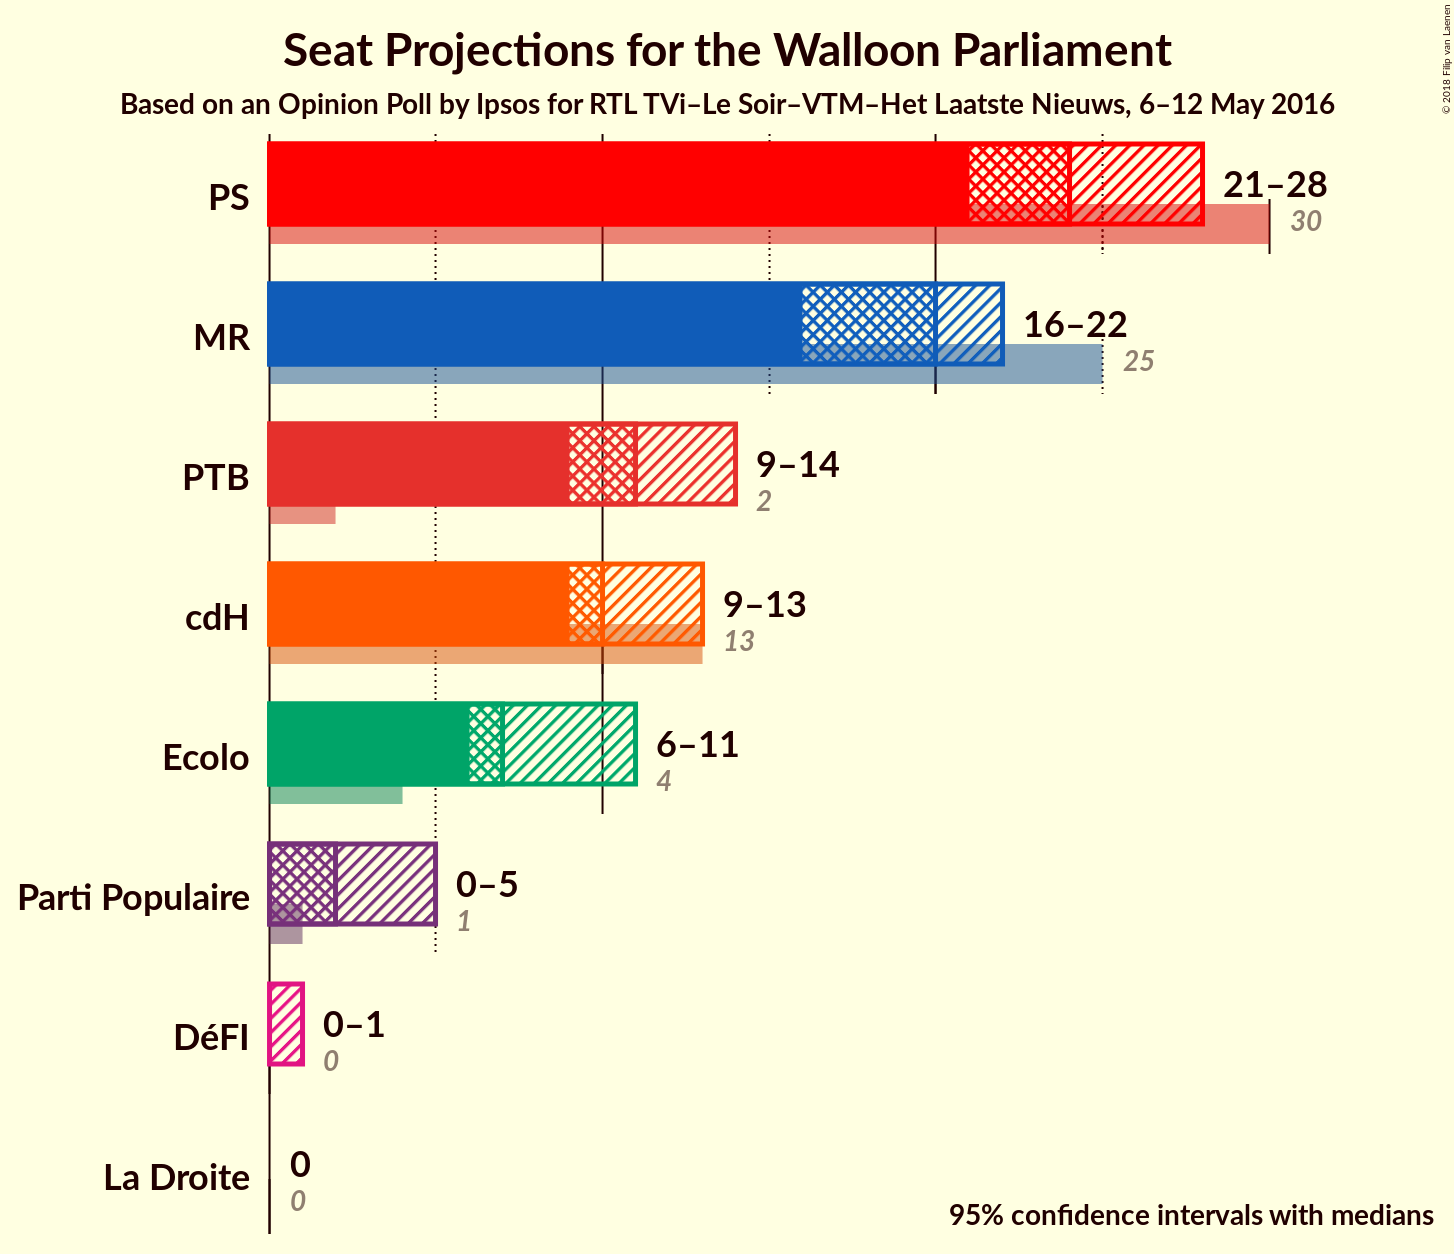 Seat Projections for the Walloon Parliament
Based on an Opinion Poll by Ipsos for RTL TVi–Le Soir–VTM–Het Laatste Nieuws, 6–12 May 2016
© 2018 Filip van Laenen
PS
21–28
30
MR
16–22
25
PTB
9–14
2
cdH
9–13
13
Ecolo
6–11
4
Parti Populaire
0–5
1
DéFI
0–1
0
La Droite
0
0
95% confidence intervals with medians